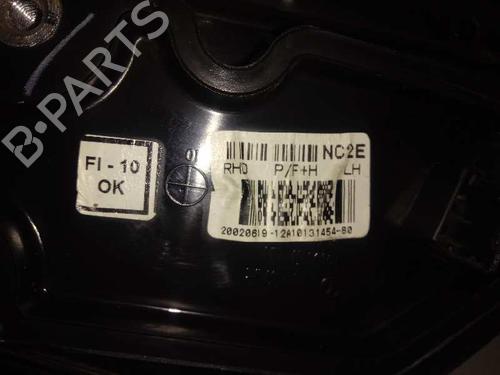 B-PARTS
FI - 10
OK
NC2E
RHD P/F+H LH
20020619-12A10131454-80